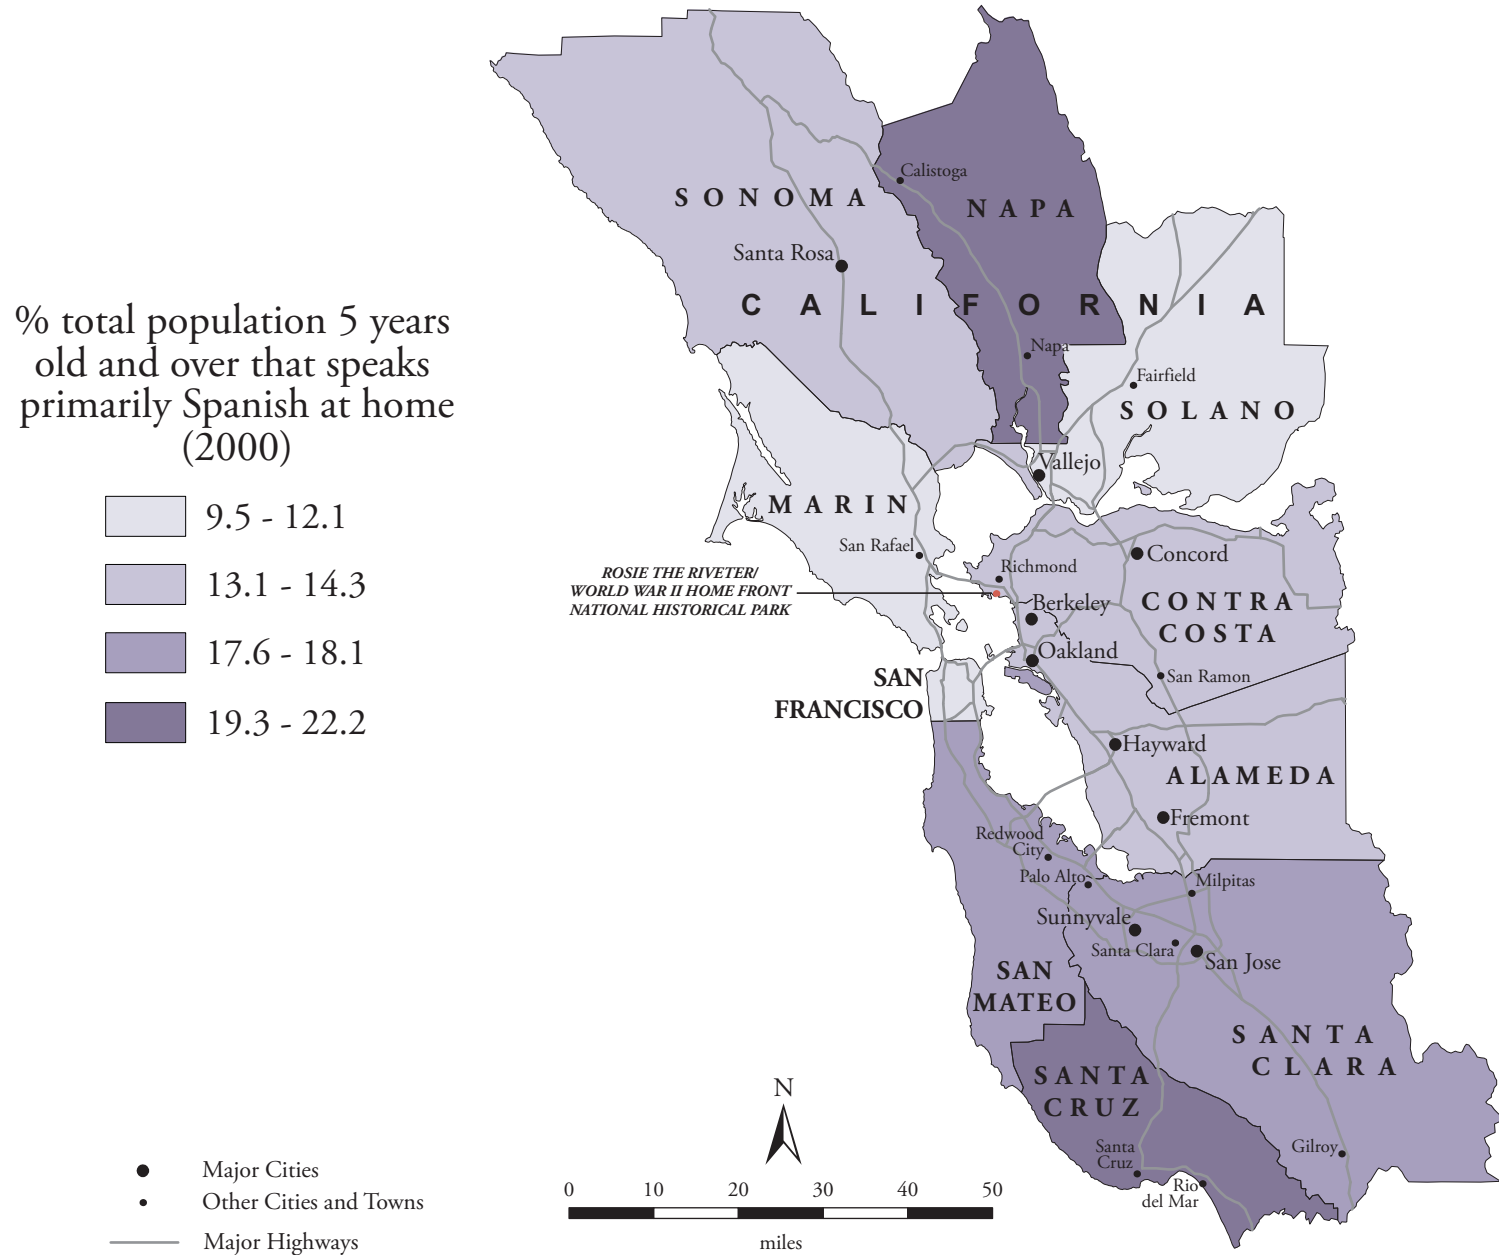 % total population 5 years
old and over that speaks
primarily Spanish at home
(2000)
9.5 - 12.1
13.1 - 14.3
17.6 - 18.1
19.3 - 22.2
Major Cities
Other Cities and Towns
Major Highways
N
0 10 20 30 40 50
miles
Calistoga
SONOMA
NAPA
Santa Rosa
CALIFORNIA
Napa
Fairfield
SOLANO
Vallejo
MARIN
San Rafael
Concord
Richmond
ROSIE THE RIVETER/
WORLD WAR II HOME FRONT
NATIONAL HISTORICAL PARK
Berkeley
CONTRA
COSTA
Oakland
San Ramon
SAN
FRANCISCO
Hayward
ALAMEDA
Fremont
Redwood
City
Palo Alto
Milpitas
Sunnyvale
Santa Clara
San Jose
SAN
MATEO
SANTA
CLARA
SANTA
CRUZ
Santa
Cruz
Gilroy
Rio
del Mar